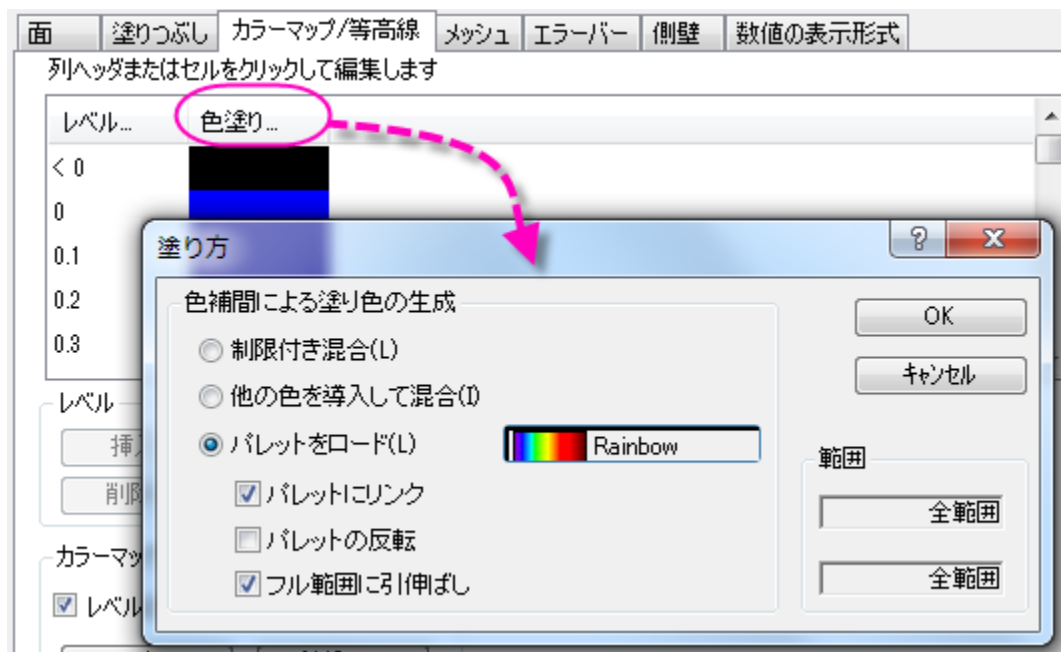 面 塗りつぶし カラーマップ/等高線 メッシュ エラーバー 側壁 数値の表示形式
列ヘッダまたはセルをクリックして編集します
レベル... 色塗り...
< 0
0
0.1
0.2
0.3
レベル
挿
削除
カラーマッ
レベル
塗り方
?
色補間による塗り色の生成
制限付き混合(L)
他の色を導入して混合(I)
パレットをロード(L) Rainbow
パレットにリンク
パレットの反転
フル範囲に引伸ばし
OK
キャンセル
範囲
全範囲
全範囲